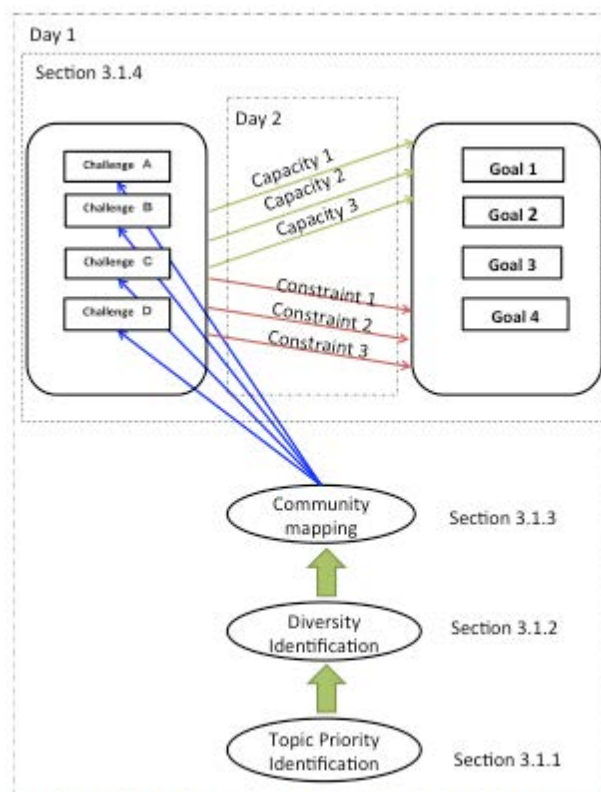 Day 1
Section 3.1.4
Day 2
Challenge A
Challenge B
Challenge C
Challenge D
Capacity 1
Capacity 2
Capacity 3
Constraint 1
Constraint 2
Constraint 3
Goal 1
Goal 2
Goal 3
Goal 4
Community
mapping
Section 3.1.3
Diversity
Identification
Section 3.1.2
Topic Priority
Identification
Section 3.1.1